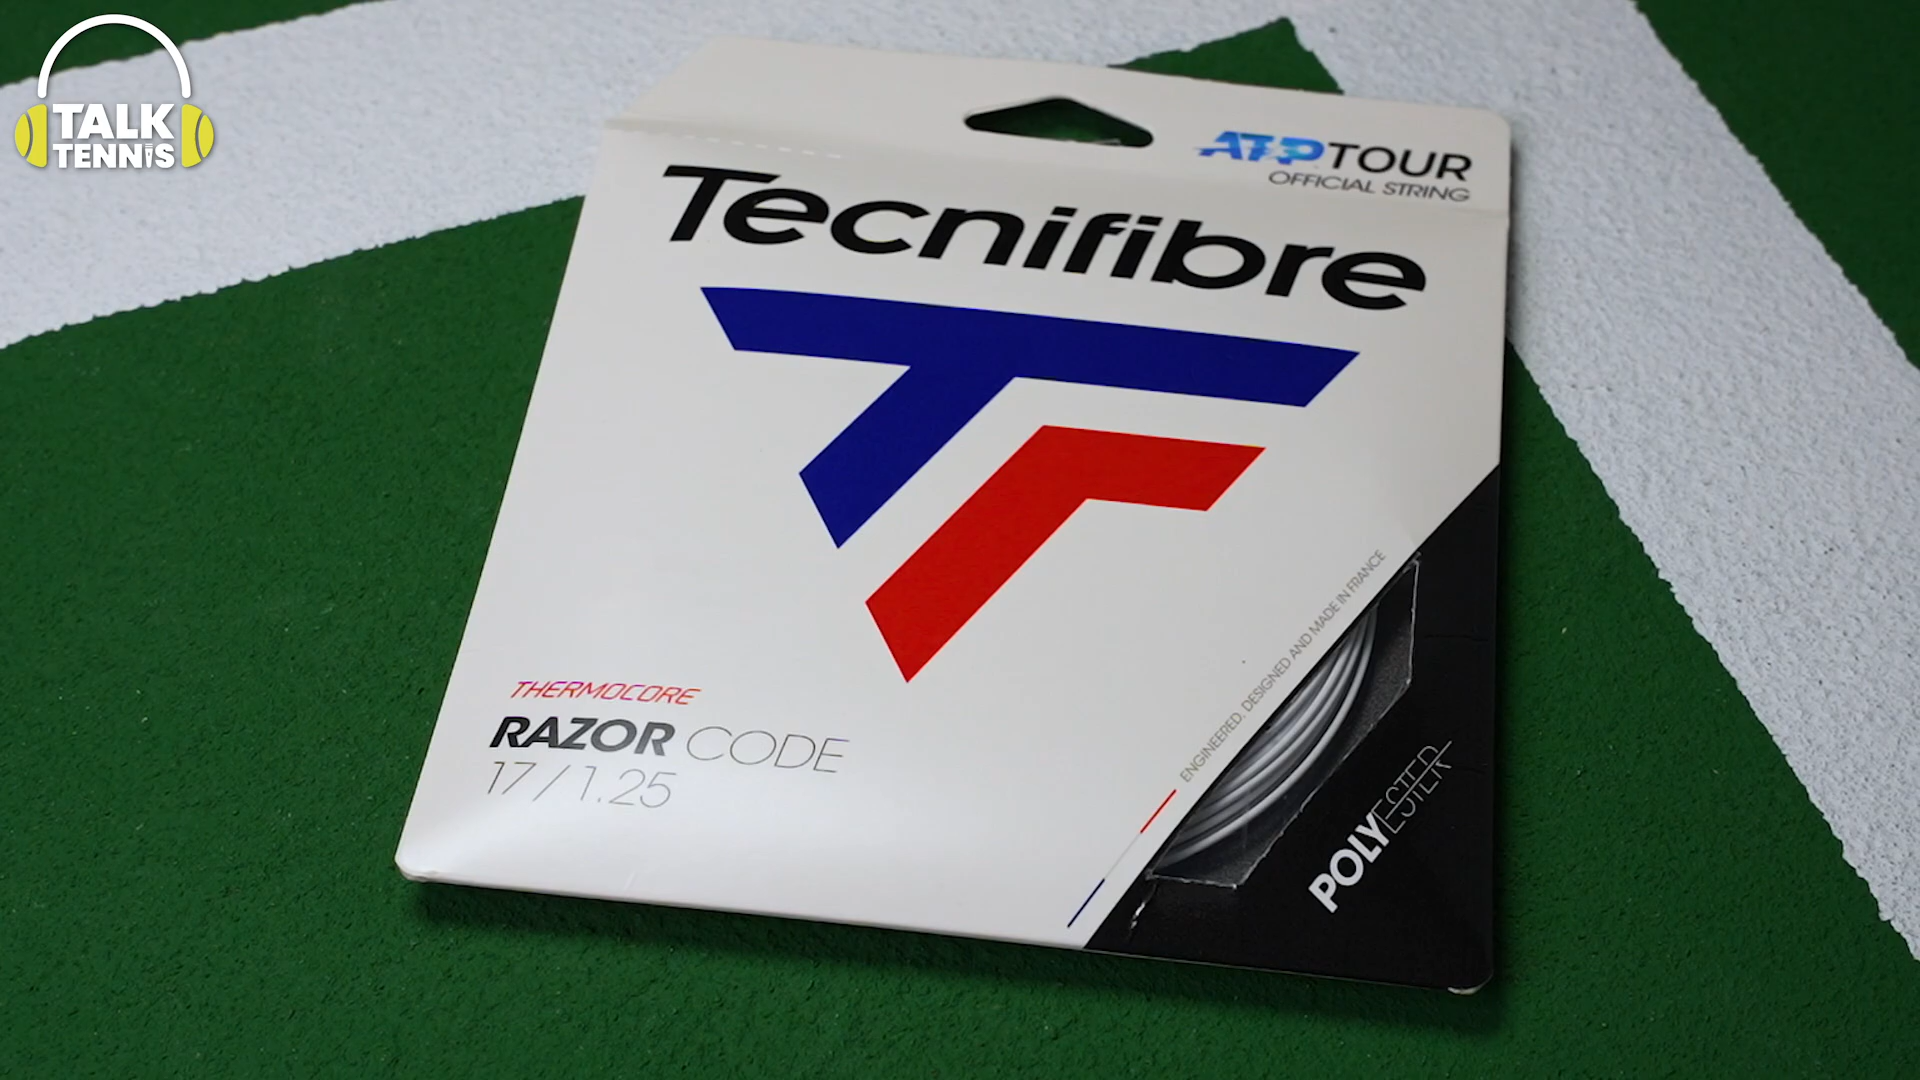 TALK
TENNIS
ATP TOUR
OFFICIAL STRING
Tecnifibre
THERMOCORE
RAZOR CODE
17 / 1.25
ENGINEERED, DESIGNED AND MADE IN FRANCE
POLYESTER